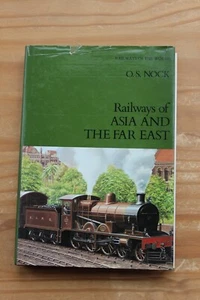 O. S. NOCK
Railways of
ASIA AND
THE FAR EAST